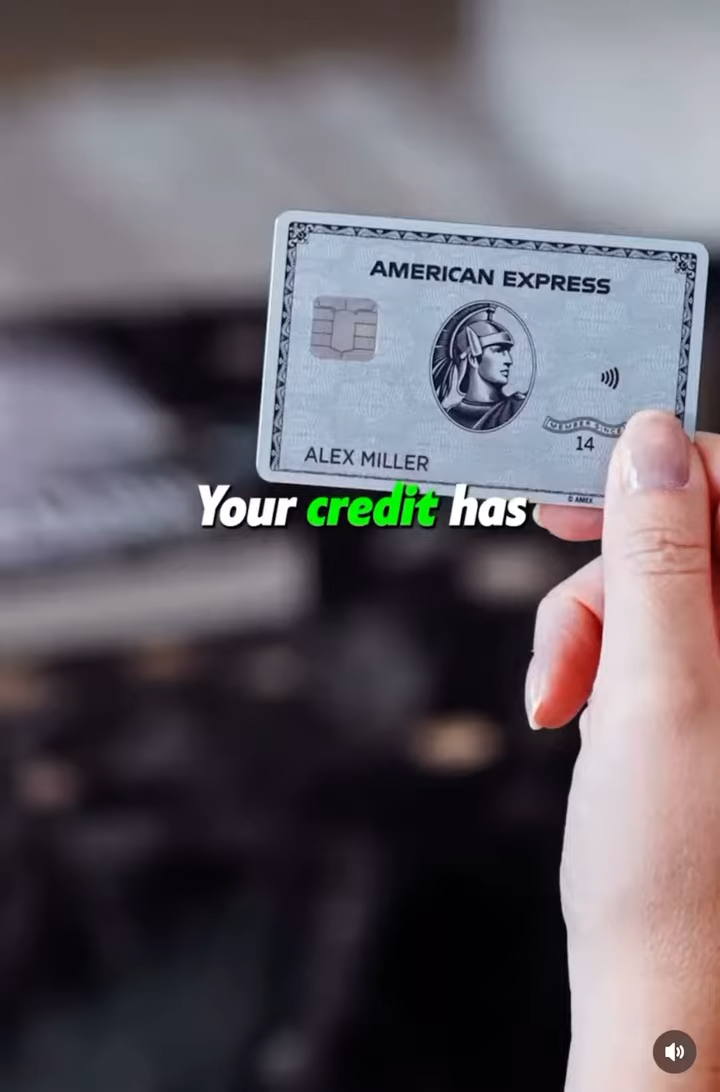 AMERICAN EXPRESS
MEMBER SINCE
14
ALEX MILLER
© AMEX
Your credit has